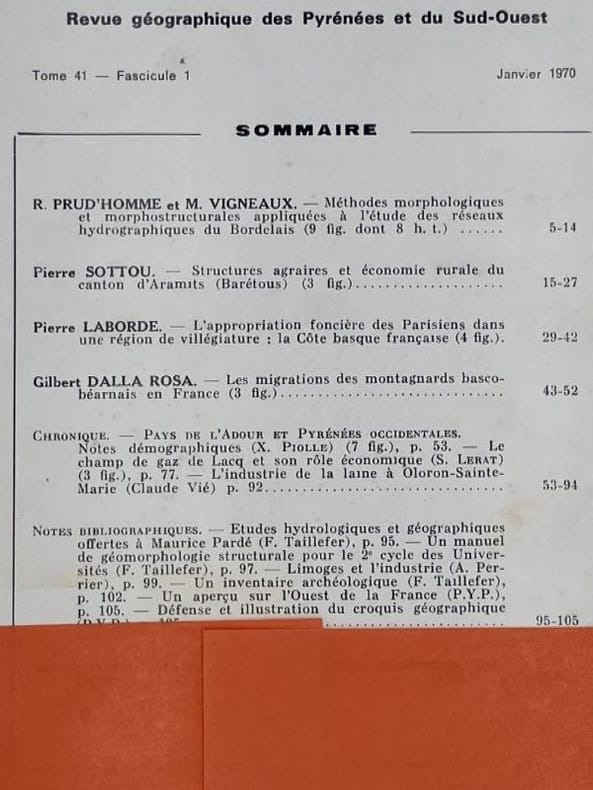 Revue géographique des Pyrénées et du Sud-Ouest
Tome 41 — Fascicule 1 Janvier 1970
SOMMAIRE
R. PRUD'HOMME et M. VIGNEAUX. — Méthodes morphologiques
et morphostructurales appliquées à l'étude des réseaux
hydrographiques du Bordelais (9 fig. dont 8 h. t.) ...... 5-14
Pierre SOTTOU. — Structures agraires et économie rurale du
canton d'Aramits (Barétous) (3 fig.)................... 15-27
Pierre LABORDE. — L'appropriation foncière des Parisiens dans
une région de villégiature : la Côte basque française (4 fig.). 29-42
Gilbert DALLA ROSA. — Les migrations des montagnards basco-
béarnais en France (3 fig.)............................. 43-52
CHRONIQUE. — PAYS DE L'ADOUR ET PYRÉNÉES OCCIDENTALES.
Notes démographiques (X. PIOLLE) (7 fig.), p. 53. — Le
champ de gaz de Lacq et son rôle économique (S. LERAT)
(3 fig.), p. 77. — L'industrie de la laine à Oloron-Sainte-
Marie (Claude Vié) p. 92............................... 53-94
NOTES BIBLIOGRAPHIQUES. — Etudes hydrologiques et géographiques
offertes à Maurice Pardé (F. Taillefer), p. 95. — Un manuel
de géomorphologie structurale pour le 2e cycle des Univer-
sités (F. Taillefer), p. 97. — Limoges et l'industrie (A. Per-
rier), p. 99. — Un inventaire archéologique (F. Taillefer),
p. 102. — Un aperçu sur l'Ouest de la France (P.Y.P.),
p. 105. — Défense et illustration du croquis géographique
....................... 95-105